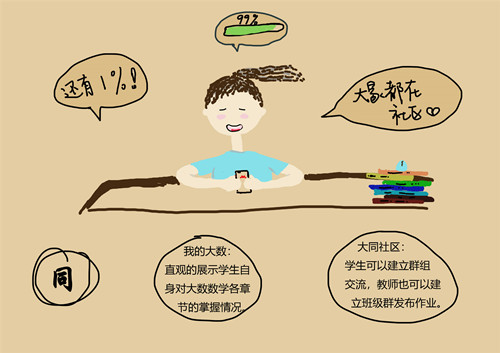 99%
还有1%!
大家都在
社区
同
我的大数:
直观的展示学生自
身对大数数学各章
节的掌握情况。
大同社区:
学生可以建立群组
交流，教师也可以建
立班级群发布作业。